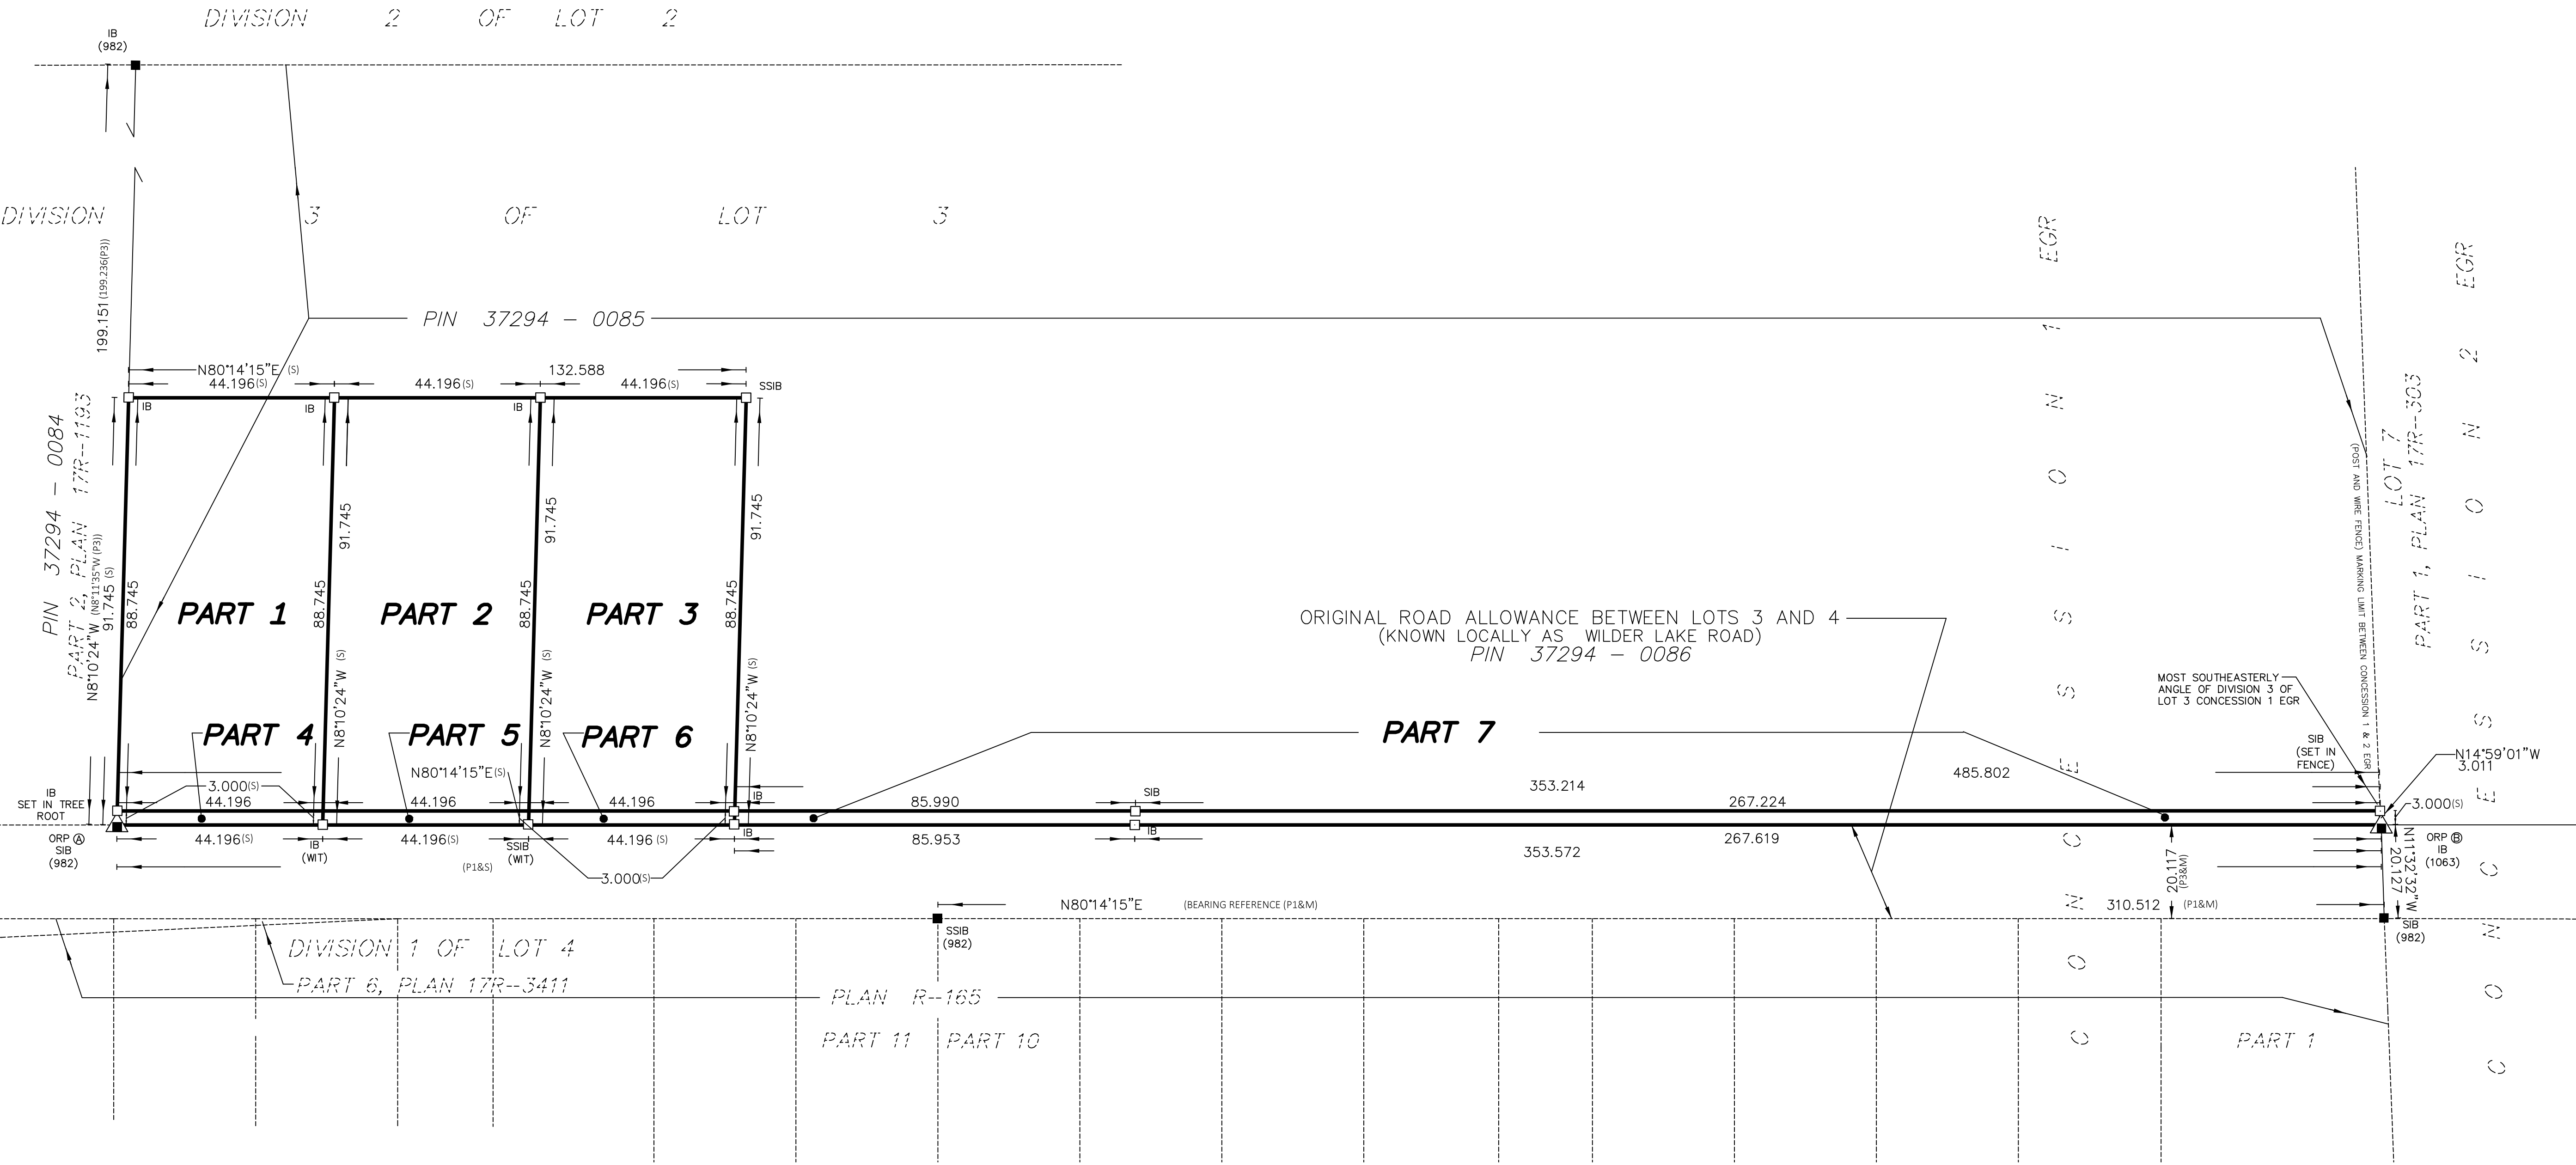 DIVISION 2 OF LOT 2
IB
(982)
DIVISION 3 OF LOT 3
EGR
EGR
199.151 (199.236(P3))
PIN 37294 - 0085
1
2
N80°14'15"E (S)
132.588
44.196(S)
44.196(S)
44.196(S)
SSIB
IB
IB
IB
PIN 37294 - 0084
PART 2, PLAN 17R--1193
N8°10'24"W (N8°11'35"W (P3))
91.745 (S)
88.745
91.745
88.745
91.745
88.745
91.745
88.745
PART 1
PART 2
PART 3
N8°10'24"W (S)
N8°10'24"W (S)
N8°10'24"W (S)
ORIGINAL ROAD ALLOWANCE BETWEEN LOTS 3 AND 4
(KNOWN LOCALLY AS WILDER LAKE ROAD)
PIN 37294 - 0086
CONCESSION
(POST AND WIRE FENCE) MARKING LIMIT BETWEEN CONCESSION 1 & 2 EGR
LOT 7
PART 1, PLAN 17R--303
CONCESSION
MOST SOUTHEASTERLY
ANGLE OF DIVISION 3 OF
LOT 3 CONCESSION 1 EGR
PART 4
PART 5
PART 6
PART 7
SIB
(SET IN
FENCE)
N14°59'01"W
3.011
N80°14'15"E(S)
485.802
353.214
IB
SET IN TREE
ROOT
3.000(S)
44.196
44.196
44.196
IB
85.990
SIB
267.224
3.000(S)
ORP Ⓐ
SIB
(982)
44.196(S)
IB
(WIT)
44.196(S)
SSIB
(WIT)
44.196 (S)
IB
85.953
IB
267.619
353.572
20.117
(P3&M)
N11°32'32"W
20.127
ORP Ⓑ
IB
(1063)
(P1&S)
3.000(S)
N80°14'15"E
(BEARING REFERENCE (P1&M)
310.512
(P1&M)
SSIB
(982)
SIB
(982)
DIVISION 1 OF LOT 4
PART 6, PLAN 17R--3411
PLAN R--165
PART 11
PART 10
PART 1